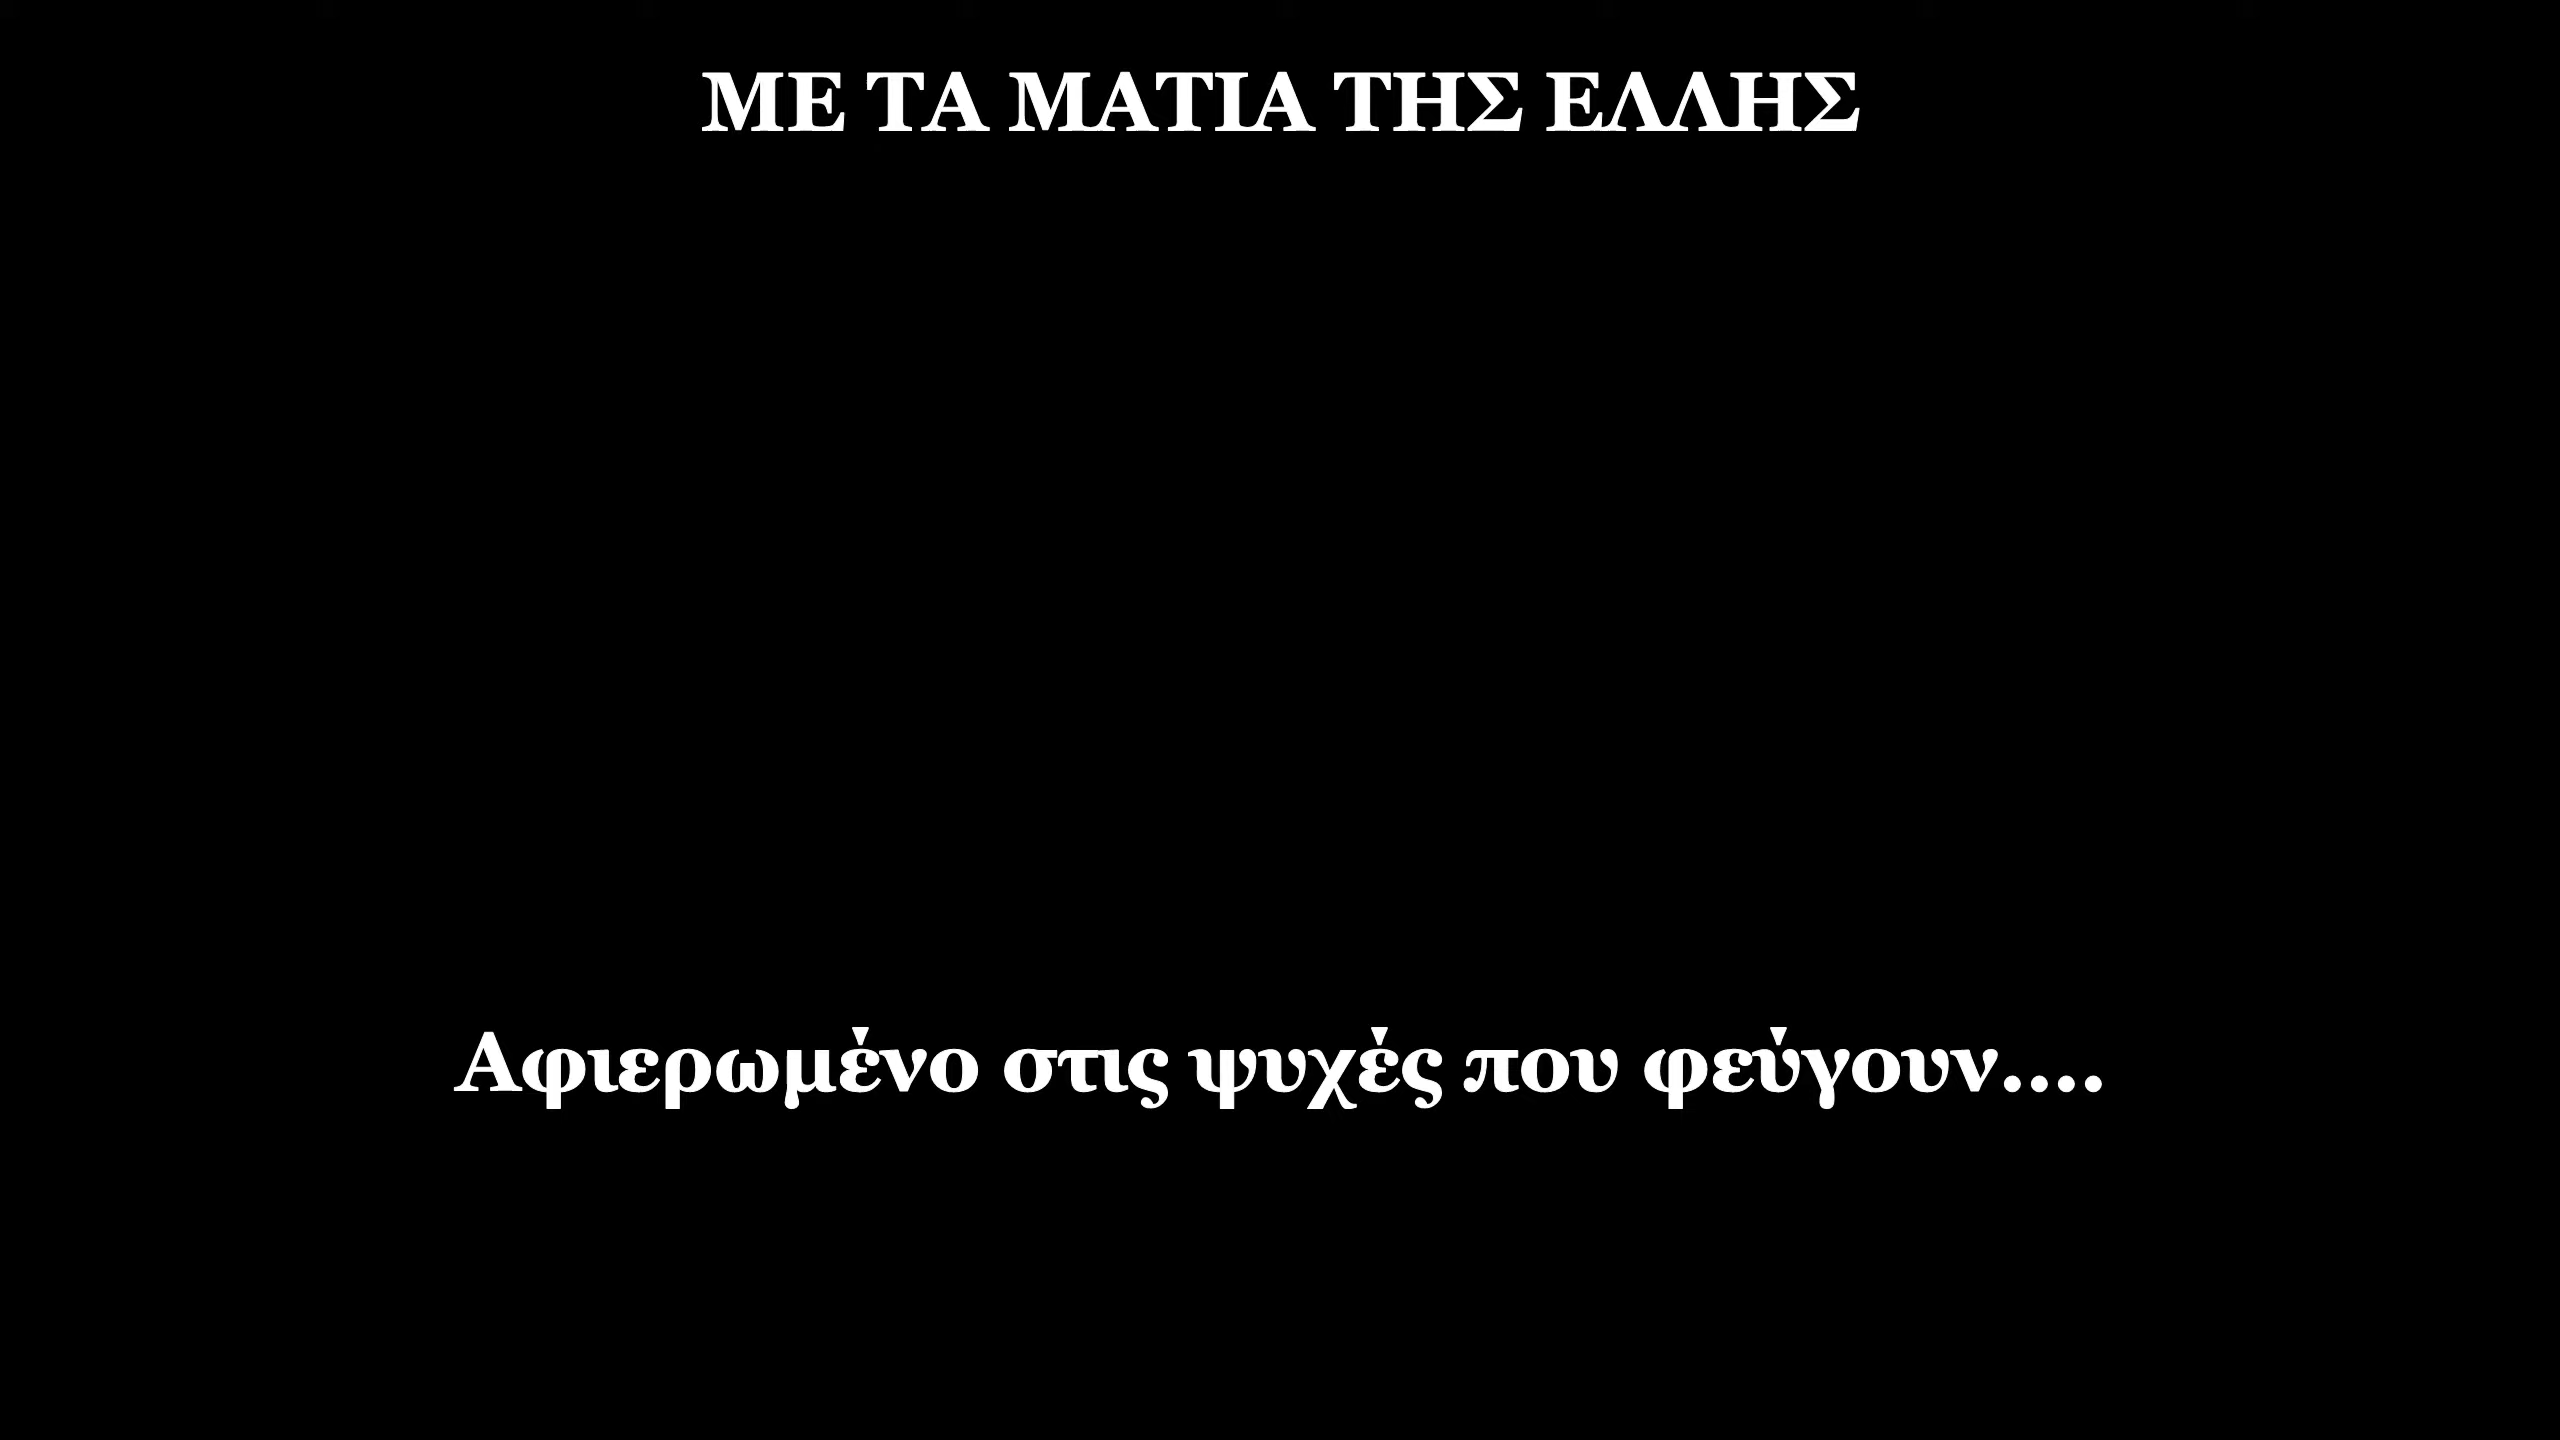 ΜΕ ΤΑ ΜΑΤΙΑ ΤΗΣ ΕΛΛΗΣ
Αφιερωμένο στις ψυχές που φεύγουν....